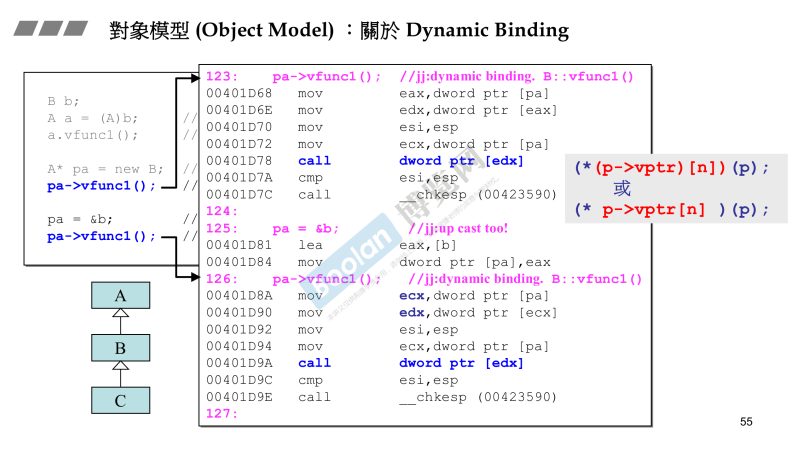 對象模型 (Object Model) ：關於 Dynamic Binding
B b;
A a = (A)b; //
a.vfunc1(); //
A* pa = new B; //
pa->vfunc1(); //
pa = &b; //
pa->vfunc1(); //
123: pa->vfunc1(); //jj:dynamic binding. B::vfunc1()
00401D68 mov eax,dword ptr [pa]
00401D6E mov edx,dword ptr [eax]
00401D70 mov esi,esp
00401D72 mov ecx,dword ptr [pa]
00401D78 call dword ptr [edx]
00401D7A cmp esi,esp
00401D7C call __chkesp (00423590)
124:
125: pa = &b; //jj:up cast too!
00401D81 lea eax,[b]
00401D84 mov dword ptr [pa],eax
126: pa->vfunc1(); //jj:dynamic binding. B::vfunc1()
00401D8A mov ecx,dword ptr [pa]
00401D90 mov edx,dword ptr [ecx]
00401D92 mov esi,esp
00401D94 mov ecx,dword ptr [pa]
00401D9A call dword ptr [edx]
00401D9C cmp esi,esp
00401D9E call __chkesp (00423590)
127:
(*(p->vptr)[n])(p);
或
(* p->vptr[n] )(p);
A
B
C
Boolan
博览网
55